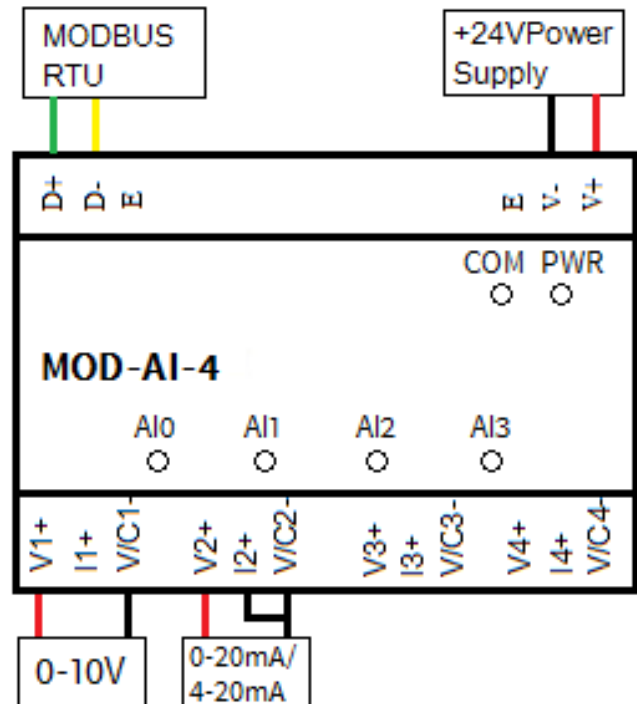 MODBUS
RTU
+24VPower
Supply
D+ D- E E V- V+
COM PWR
MOD-AI-4
AI0 AI1 AI2 AI3
V1+ I1+ V/C1- V2+ I2+ V/C2- V3+ I3+ V/C3- V4+ I4+ V/C4-
0-10V
0-20mA/
4-20mA